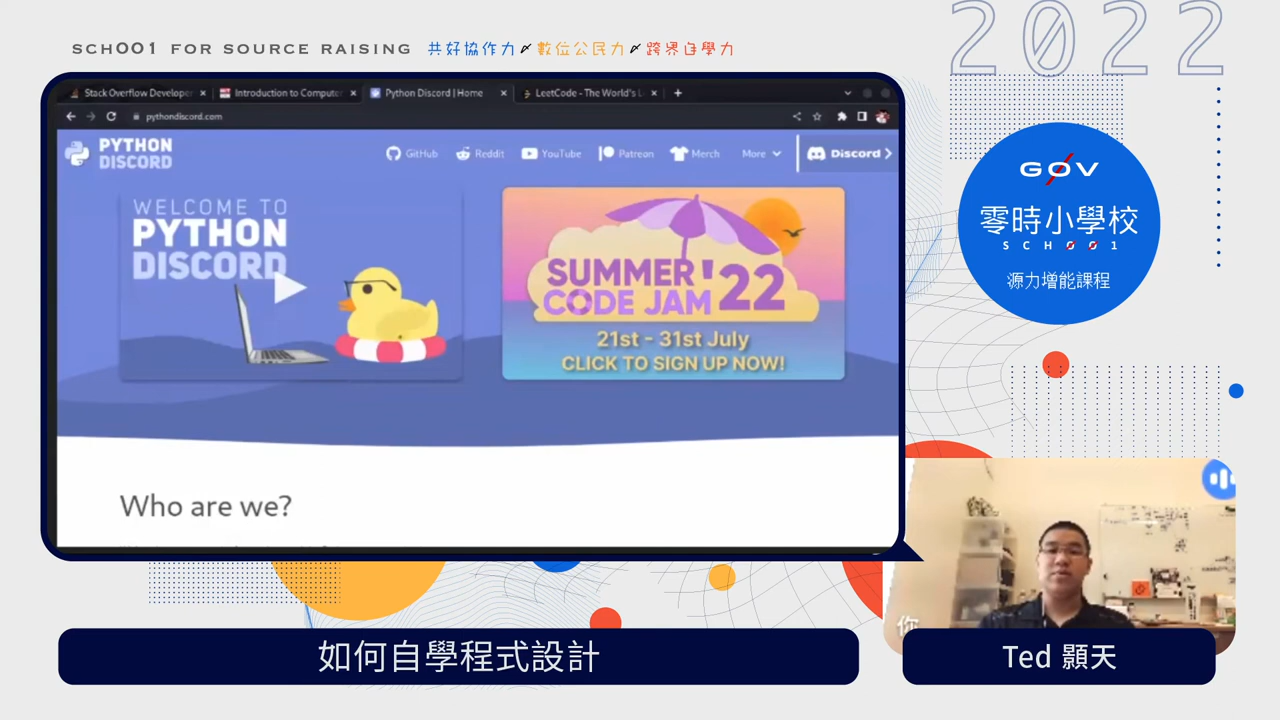 2022
SCHOO1 FOR SOURCE RAISING 共好協作力 數位公民力 跨界自學力
Stack Overflow Developer
Introduction to Computer
Python Discord | Home
LeetCode - The World's L
pythondiscord.com
PYTHON
DISCORD
GitHub
Reddit
YouTube
Patreon
Merch
More
Discord
WELCOME TO
PYTHON
DISCORD
SUMMER
CODE JAM '22
21st - 31st July
CLICK TO SIGN UP NOW!
Who are we?
G0V
零時小學校
SCH001
源力增能課程
你
如何自學程式設計
Ted 顥天